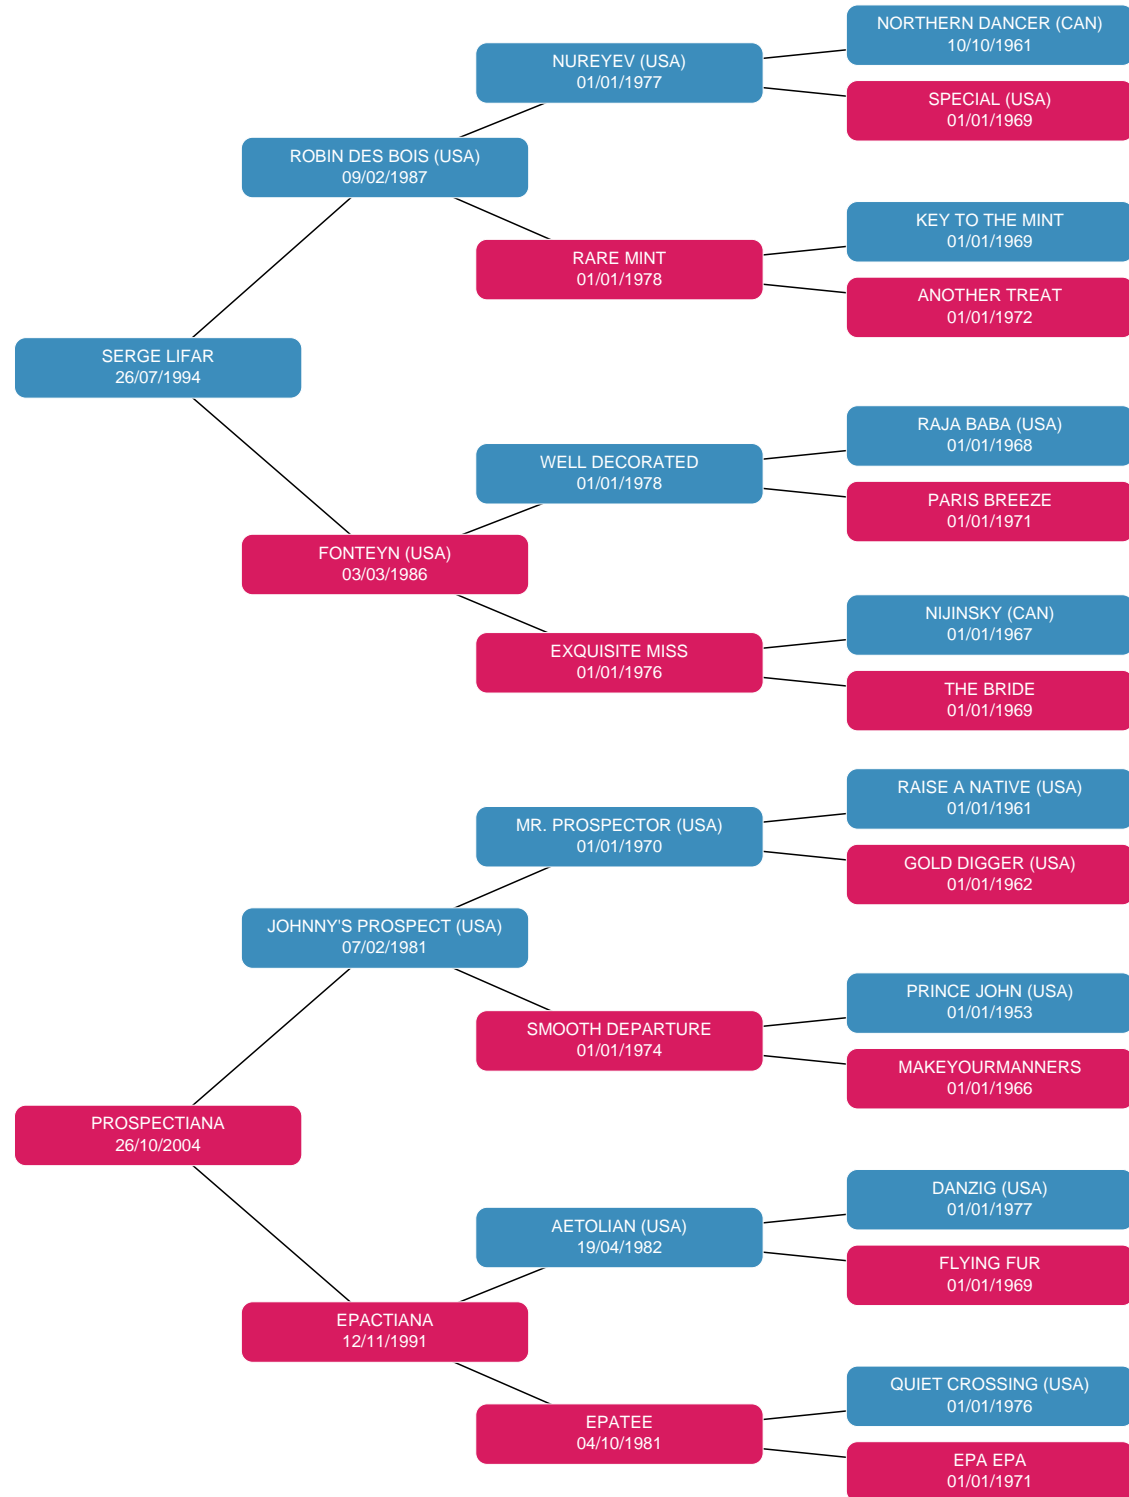 NORTHERN DANCER (CAN)
10/10/1961
NUREYEV (USA)
01/01/1977
SPECIAL (USA)
01/01/1969
ROBIN DES BOIS (USA)
09/02/1987
KEY TO THE MINT
01/01/1969
RARE MINT
01/01/1978
ANOTHER TREAT
01/01/1972
SERGE LIFAR
26/07/1994
RAJA BABA (USA)
01/01/1968
WELL DECORATED
01/01/1978
PARIS BREEZE
01/01/1971
FONTEYN (USA)
03/03/1986
NIJINSKY (CAN)
01/01/1967
EXQUISITE MISS
01/01/1976
THE BRIDE
01/01/1969
RAISE A NATIVE (USA)
01/01/1961
MR. PROSPECTOR (USA)
01/01/1970
GOLD DIGGER (USA)
01/01/1962
JOHNNY'S PROSPECT (USA)
07/02/1981
PRINCE JOHN (USA)
01/01/1953
SMOOTH DEPARTURE
01/01/1974
MAKEYOURMANNERS
01/01/1966
PROSPECTIANA
26/10/2004
DANZIG (USA)
01/01/1977
AETOLIAN (USA)
19/04/1982
FLYING FUR
01/01/1969
EPACTIANA
12/11/1991
QUIET CROSSING (USA)
01/01/1976
EPATEE
04/10/1981
EPA EPA
01/01/1971